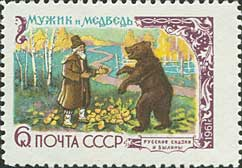 МУЖИК и МЕДВЕДЬ
6 К ПОЧТА СССР
РУССКИЕ СКАЗКИ
И БЫЛИНЫ
1961